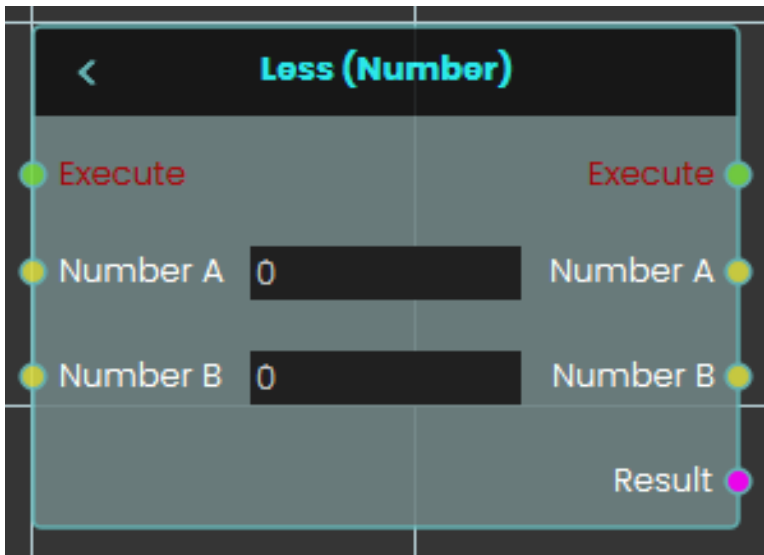 < Less (Number)
Execute Execute
Number A 0 Number A
Number B 0 Number B
Result